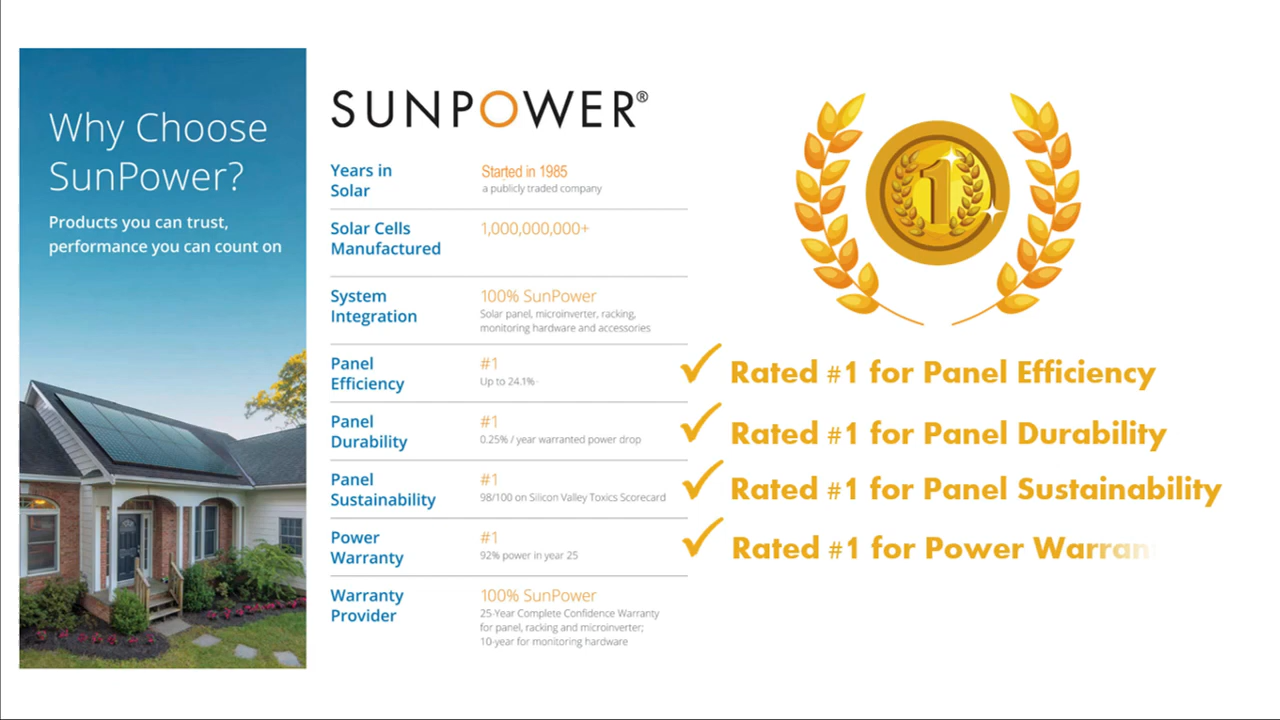 Why Choose
SunPower?
Products you can trust,
performance you can count on
SUNPOWER®
Years in
Solar
Started in 1985
a publicly traded company
Solar Cells
Manufactured
1,000,000,000+
System
Integration
100% SunPower
Solar panel, microinverter, racking,
monitoring hardware and accessories
Panel
Efficiency
#1
Up to 24.1%
Panel
Durability
#1
0.25% / year warranted power drop
Panel
Sustainability
#1
98/100 on Silicon Valley Toxics Scorecard
Power
Warranty
#1
92% power in year 25
Warranty
Provider
100% SunPower
25-Year Complete Confidence Warranty
for panel, racking and microinverter;
10-year for monitoring hardware
1
Rated #1 for Panel Efficiency
Rated #1 for Panel Durability
Rated #1 for Panel Sustainability
Rated #1 for Power Warran